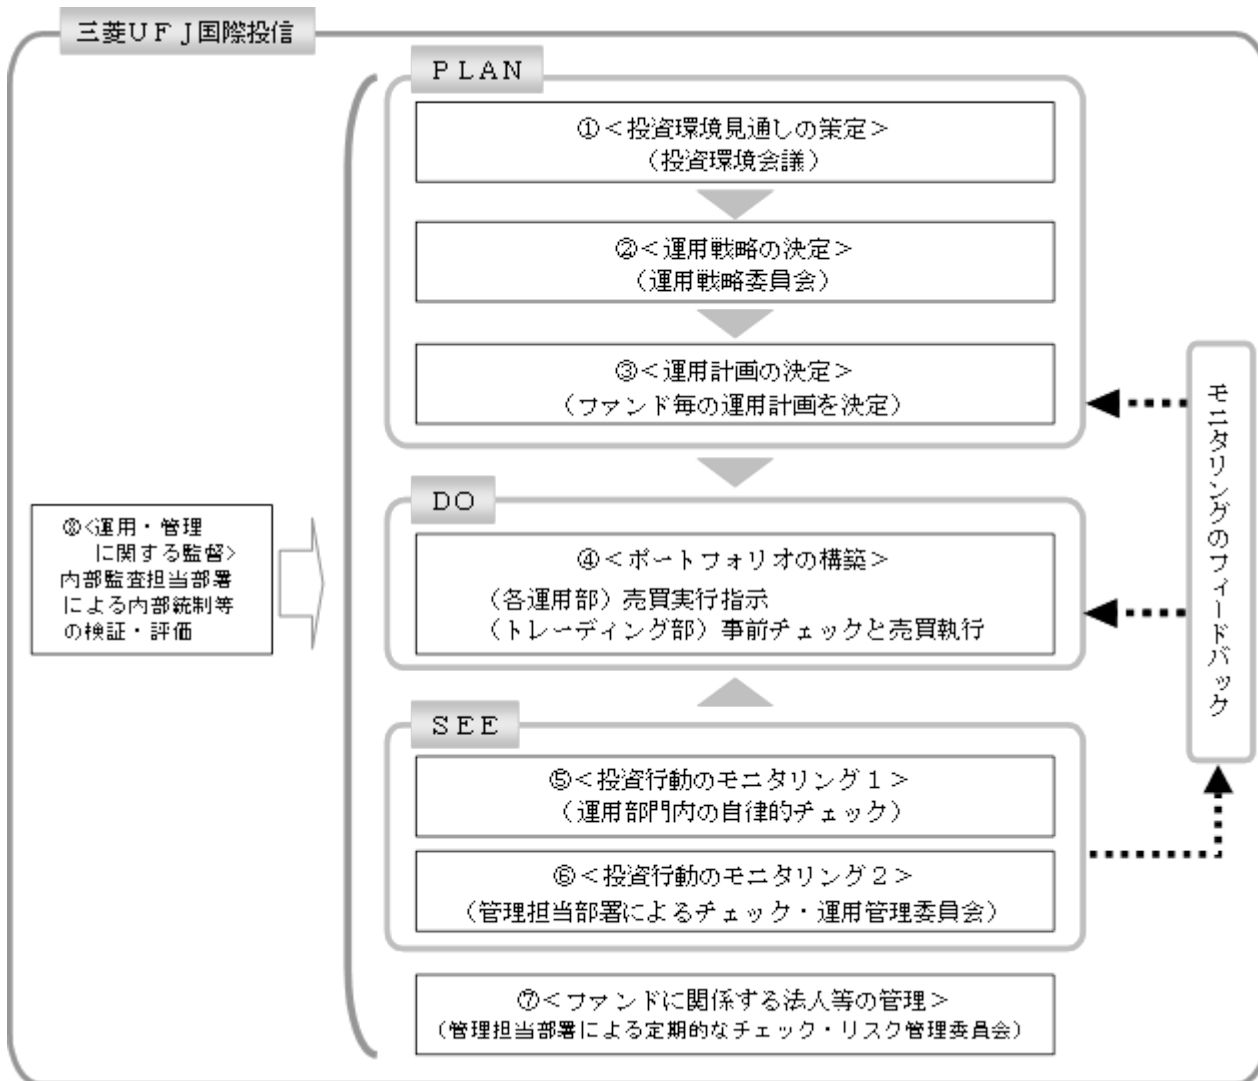 三菱ＵＦＪ国際投信
ＰＬＡＮ
①＜投資環境見通しの策定＞
（投資環境会議）
②＜運用戦略の決定＞
（運用戦略委員会）
③＜運用計画の決定＞
（ファンド毎の運用計画を決定）
ＤＯ
④＜ポートフォリオの構築＞
（各運用部）売買実行指示
（トレーディング部）事前チェックと売買執行
ＳＥＥ
⑤＜投資行動のモニタリング１＞
（運用部門内の自律的チェック）
⑥＜投資行動のモニタリング２＞
（管理担当部署によるチェック・運用管理委員会）
⑦＜ファンドに関係する法人等の管理＞
（管理担当部署による定期的なチェック・リスク管理委員会）
⑧<運用・管理
に関する監督>
内部監査担当部署
による内部統制等
の検証・評価
モニタリングのフィードバック